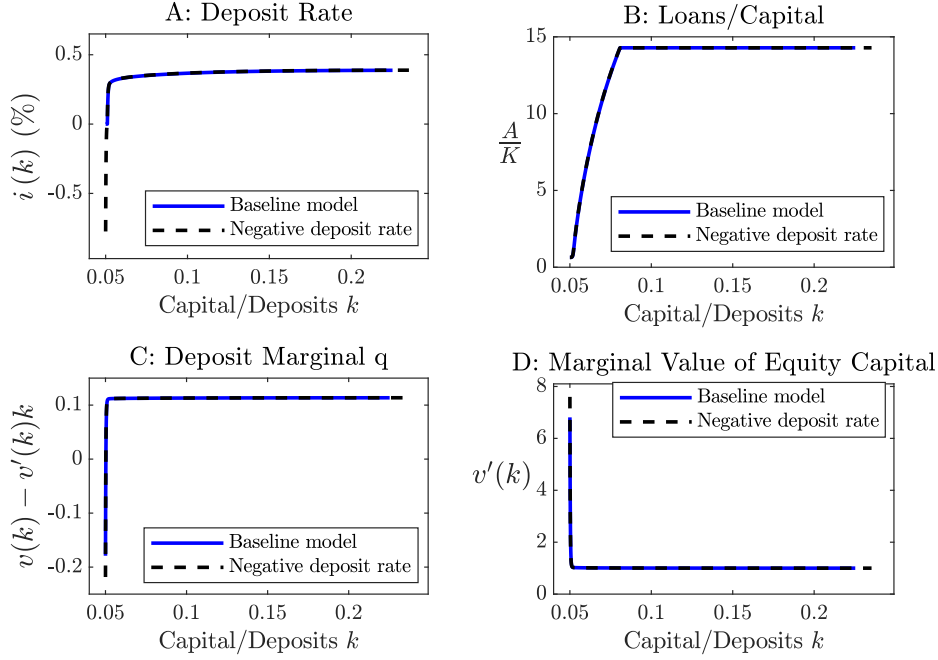 A: Deposit Rate
0.5
0
-0.5
i(k) (%)
Baseline model
Negative deposit rate
0.05 0.1 0.15 0.2
Capital/Deposits k
B: Loans/Capital
15
10
5
0
A/K
Baseline model
Negative deposit rate
0.05 0.1 0.15 0.2
Capital/Deposits k
C: Deposit Marginal q
0.1
0
-0.1
-0.2
v(k) − v′(k)k
Baseline model
Negative deposit rate
0.05 0.1 0.15 0.2
Capital/Deposits k
D: Marginal Value of Equity Capital
8
6
4
2
0
v′(k)
Baseline model
Negative deposit rate
0.05 0.1 0.15 0.2
Capital/Deposits k